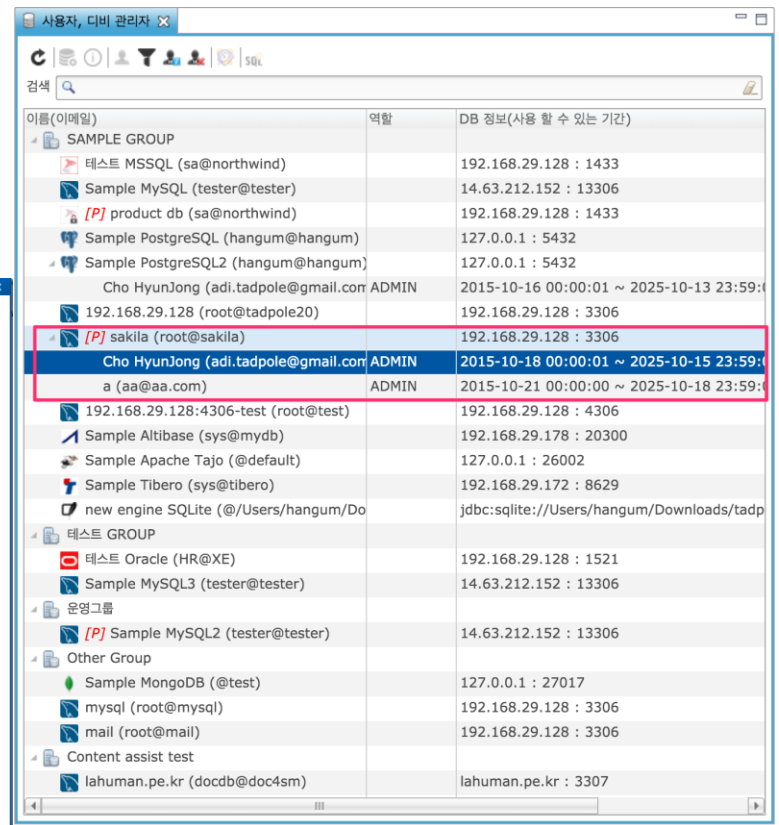 사용자, 디비 관리자
SQL
검색
이름(이메일) 역할 DB 정보(사용 할 수 있는 기간)
SAMPLE GROUP
테스트 MSSQL (sa@northwind) 192.168.29.128 : 1433
Sample MySQL (tester@tester) 14.63.212.152 : 13306
[P] product db (sa@northwind) 192.168.29.128 : 1433
Sample PostgreSQL (hangum@hangum) 127.0.0.1 : 5432
Sample PostgreSQL2 (hangum@hangum) 127.0.0.1 : 5432
Cho HyunJong (adi.tadpole@gmail.com ADMIN 2015-10-16 00:00:01 ~ 2025-10-13 23:59:0
192.168.29.128 (root@tadpole20) 192.168.29.128 : 3306
[P] sakila (root@sakila) 192.168.29.128 : 3306
Cho HyunJong (adi.tadpole@gmail.com ADMIN 2015-10-18 00:00:01 ~ 2025-10-15 23:59:0
a (aa@aa.com) ADMIN 2015-10-21 00:00:00 ~ 2025-10-18 23:59:0
192.168.29.128:4306-test (root@test) 192.168.29.128 : 4306
Sample Altibase (sys@mydb) 192.168.29.178 : 20300
Sample Apache Tajo (@default) 127.0.0.1 : 26002
Sample Tibero (sys@tibero) 192.168.29.172 : 8629
new engine SQLite (@/Users/hangum/Do jdbc:sqlite://Users/hangum/Downloads/tadp
테스트 GROUP
테스트 Oracle (HR@XE) 192.168.29.128 : 1521
Sample MySQL3 (tester@tester) 14.63.212.152 : 13306
운영그룹
[P] Sample MySQL2 (tester@tester) 14.63.212.152 : 13306
Other Group
Sample MongoDB (@test) 127.0.0.1 : 27017
mysql (root@mysql) 192.168.29.128 : 3306
mail (root@mail) 192.168.29.128 : 3306
Content assist test
lahuman.pe.kr (docdb@doc4sm) lahuman.pe.kr : 3307